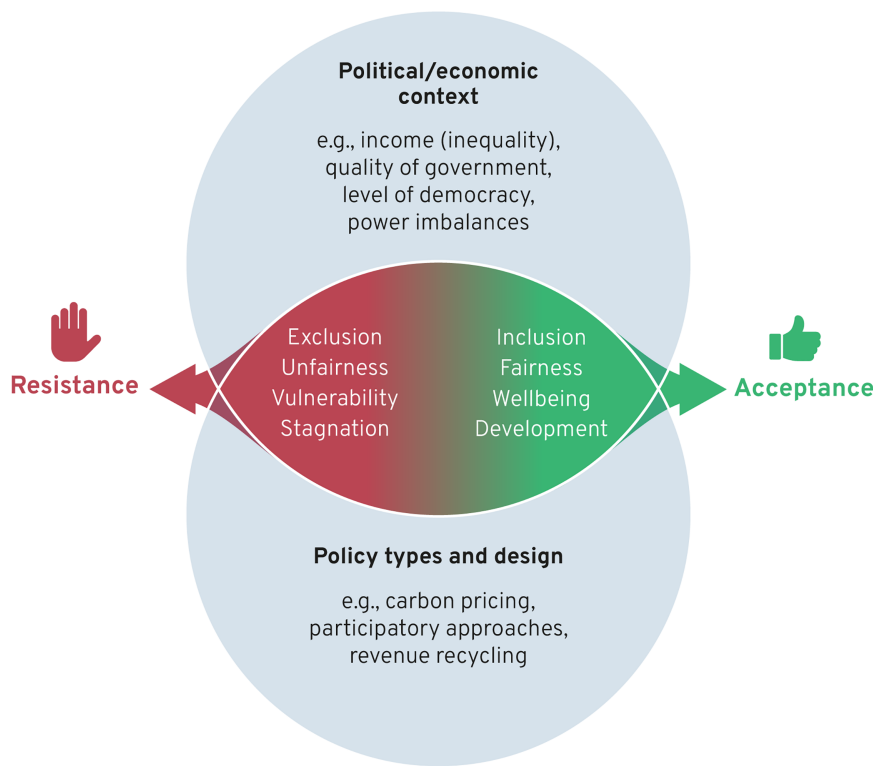 Political/economic
context
e.g., income (inequality),
quality of government,
level of democracy,
power imbalances
Resistance
Exclusion
Unfairness
Vulnerability
Stagnation
Inclusion
Fairness
Wellbeing
Development
Acceptance
Policy types and design
e.g., carbon pricing,
participatory approaches,
revenue recycling